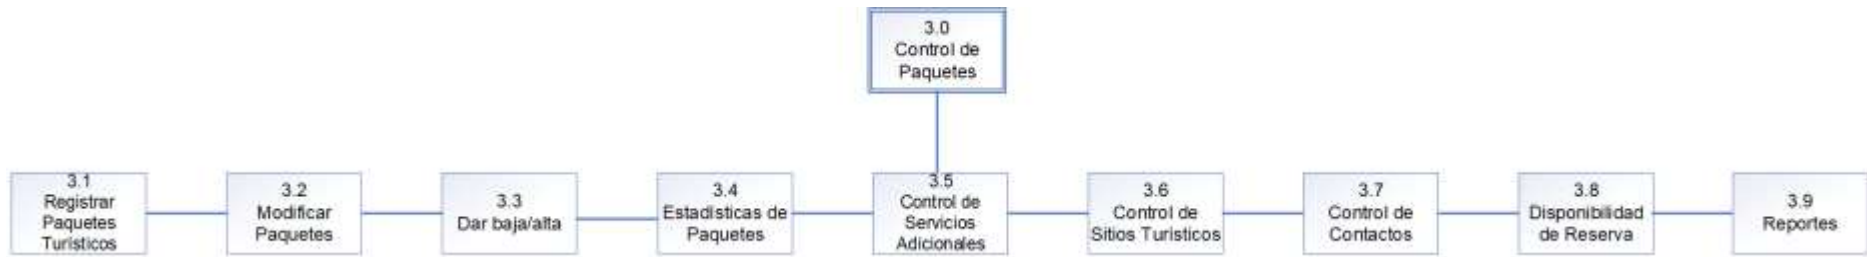 3.0
Control de
Paquetes
3.1
Registrar
Paquetes
Turísticos
3.2
Modificar
Paquetes
3.3
Dar baja/alta
3.4
Estadísticas de
Paquetes
3.5
Control de
Servicios
Adicionales
3.6
Control de
Sitios Turísticos
3.7
Control de
Contactos
3.8
Disponibilidad
de Reserva
3.9
Reportes